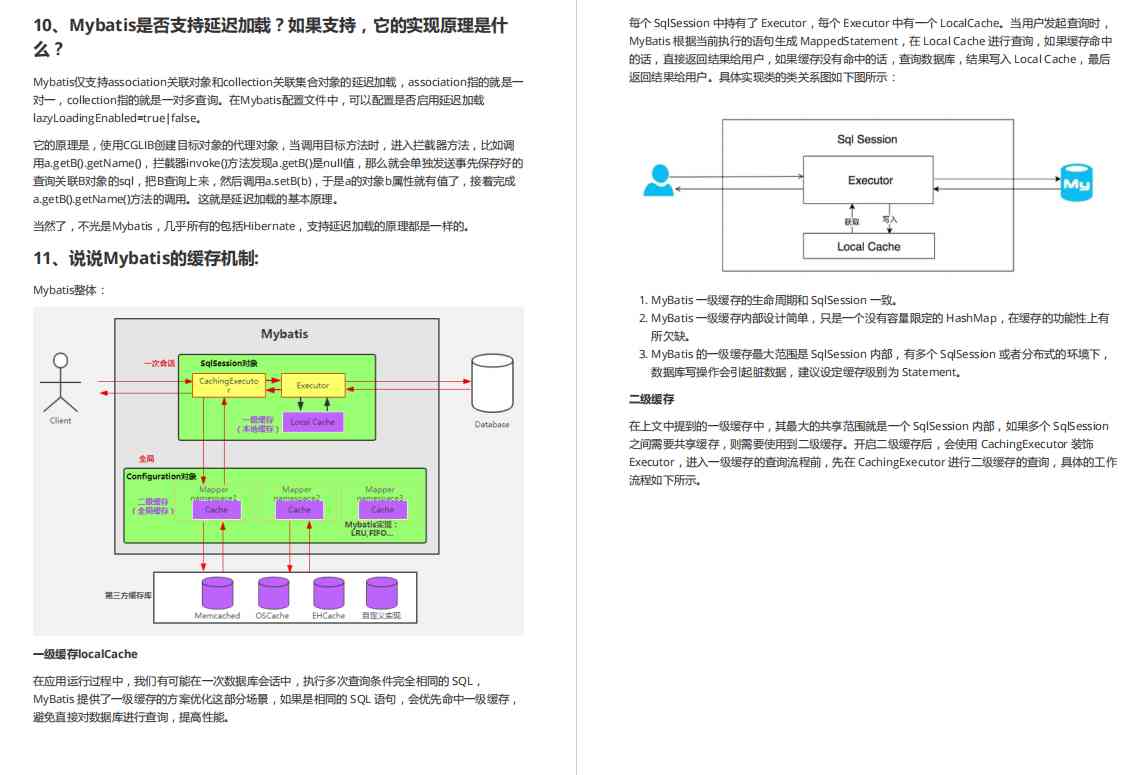 10、Mybatis是否支持延迟加载？如果支持，它的实现原理是什
么？
Mybatis仅支持association关联对象和collection关联集合对象的延迟加载，association指的就是一
对一，collection指的就是一对多查询。在Mybatis配置文件中，可以配置是否启用延迟加载
lazyLoadingEnabled=true|false。
它的原理是，使用CGLIB创建目标对象的代理对象，当调用目标方法时，进入拦截器方法，比如调
用a.getB().getName()，拦截器invoke()方法发现a.getB()是null值，那么就会单独发送事先保存好的
查询关联B对象的sql，把B查询上来，然后调用a.setB(b)，于是a的对象b属性就有值了，接着完成
a.getB().getName()方法的调用。这就是延迟加载的基本原理。
当然了，不光是Mybatis，几乎所有的包括Hibernate，支持延迟加载的原理都是一样的。
11、说说Mybatis的缓存机制:
Mybatis整体：
Mybatis
一次会话
SqlSession对象
CachingExecuto
r
Executor
一级缓存
（本地缓存）
Local Cache
Client
Database
全局
Configuration对象
Mapper
namespace1
Mapper
namespace2
Mapper
namespace3
二级缓存
（全局缓存）
Cache
Cache
Cache
Mybatis实现：
LRU,FIFO...
第三方缓存库
Memcached
OSCache
EHCache
自定义实现
一级缓存localCache
在应用运行过程中，我们有可能在一次数据库会话中，执行多次查询条件完全相同的 SQL，
MyBatis 提供了一级缓存的方案优化这部分场景，如果是相同的 SQL 语句，会优先命中一级缓存，
避免直接对数据库进行查询，提高性能。
每个 SqlSession 中持有了 Executor，每个 Executor 中有一个 LocalCache。当用户发起查询时，
MyBatis 根据当前执行的语句生成 MappedStatement，在 Local Cache 进行查询，如果缓存命中
的话，直接返回结果给用户，如果缓存没有命中的话，查询数据库，结果写入 Local Cache，最后
返回结果给用户。具体实现类的类关系图如下图所示：
Sql Session
Executor
My
获取
写入
Local Cache
1. MyBatis 一级缓存的生命周期和 SqlSession 一致。
2. MyBatis 一级缓存内部设计简单，只是一个没有容量限定的 HashMap，在缓存的功能性上有
所欠缺。
3. MyBatis 的一级缓存最大范围是 SqlSession 内部，有多个 SqlSession 或者分布式的环境下，
数据库写操作会引起脏数据，建议设定缓存级别为 Statement。
二级缓存
在上文中提到的一级缓存中，其最大的共享范围就是一个 SqlSession 内部，如果多个 SqlSession
之间需要共享缓存，则需要使用到二级缓存。开启二级缓存后，会使用 CachingExecutor 装饰
Executor，进入一级缓存的查询流程前，先在 CachingExecutor 进行二级缓存的查询，具体的工作
流程如下所示。